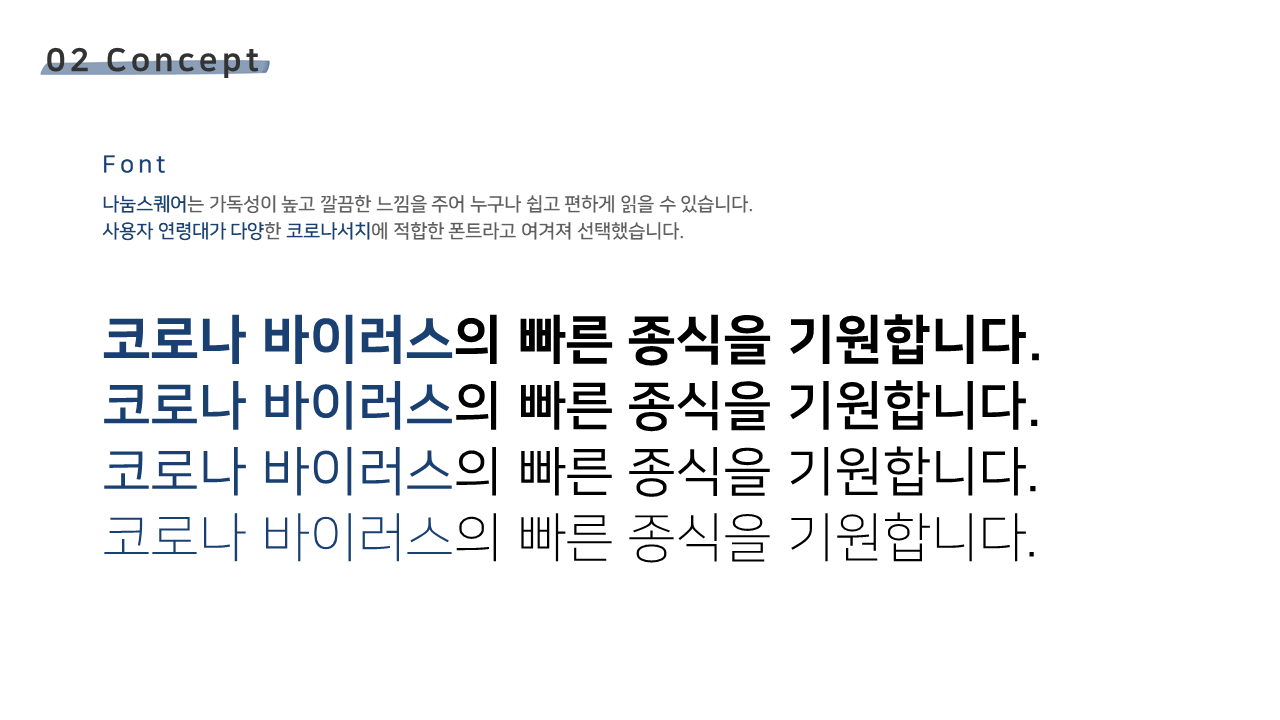 02 Concept
Font
나눔스퀘어는 가독성이 높고 깔끔한 느낌을 주어 누구나 쉽고 편하게 읽을 수 있습니다.
사용자 연령대가 다양한 코로나서치에 적합한 폰트라고 여겨져 선택했습니다.
코로나 바이러스의 빠른 종식을 기원합니다.
코로나 바이러스의 빠른 종식을 기원합니다.
코로나 바이러스의 빠른 종식을 기원합니다.
코로나 바이러스의 빠른 종식을 기원합니다.